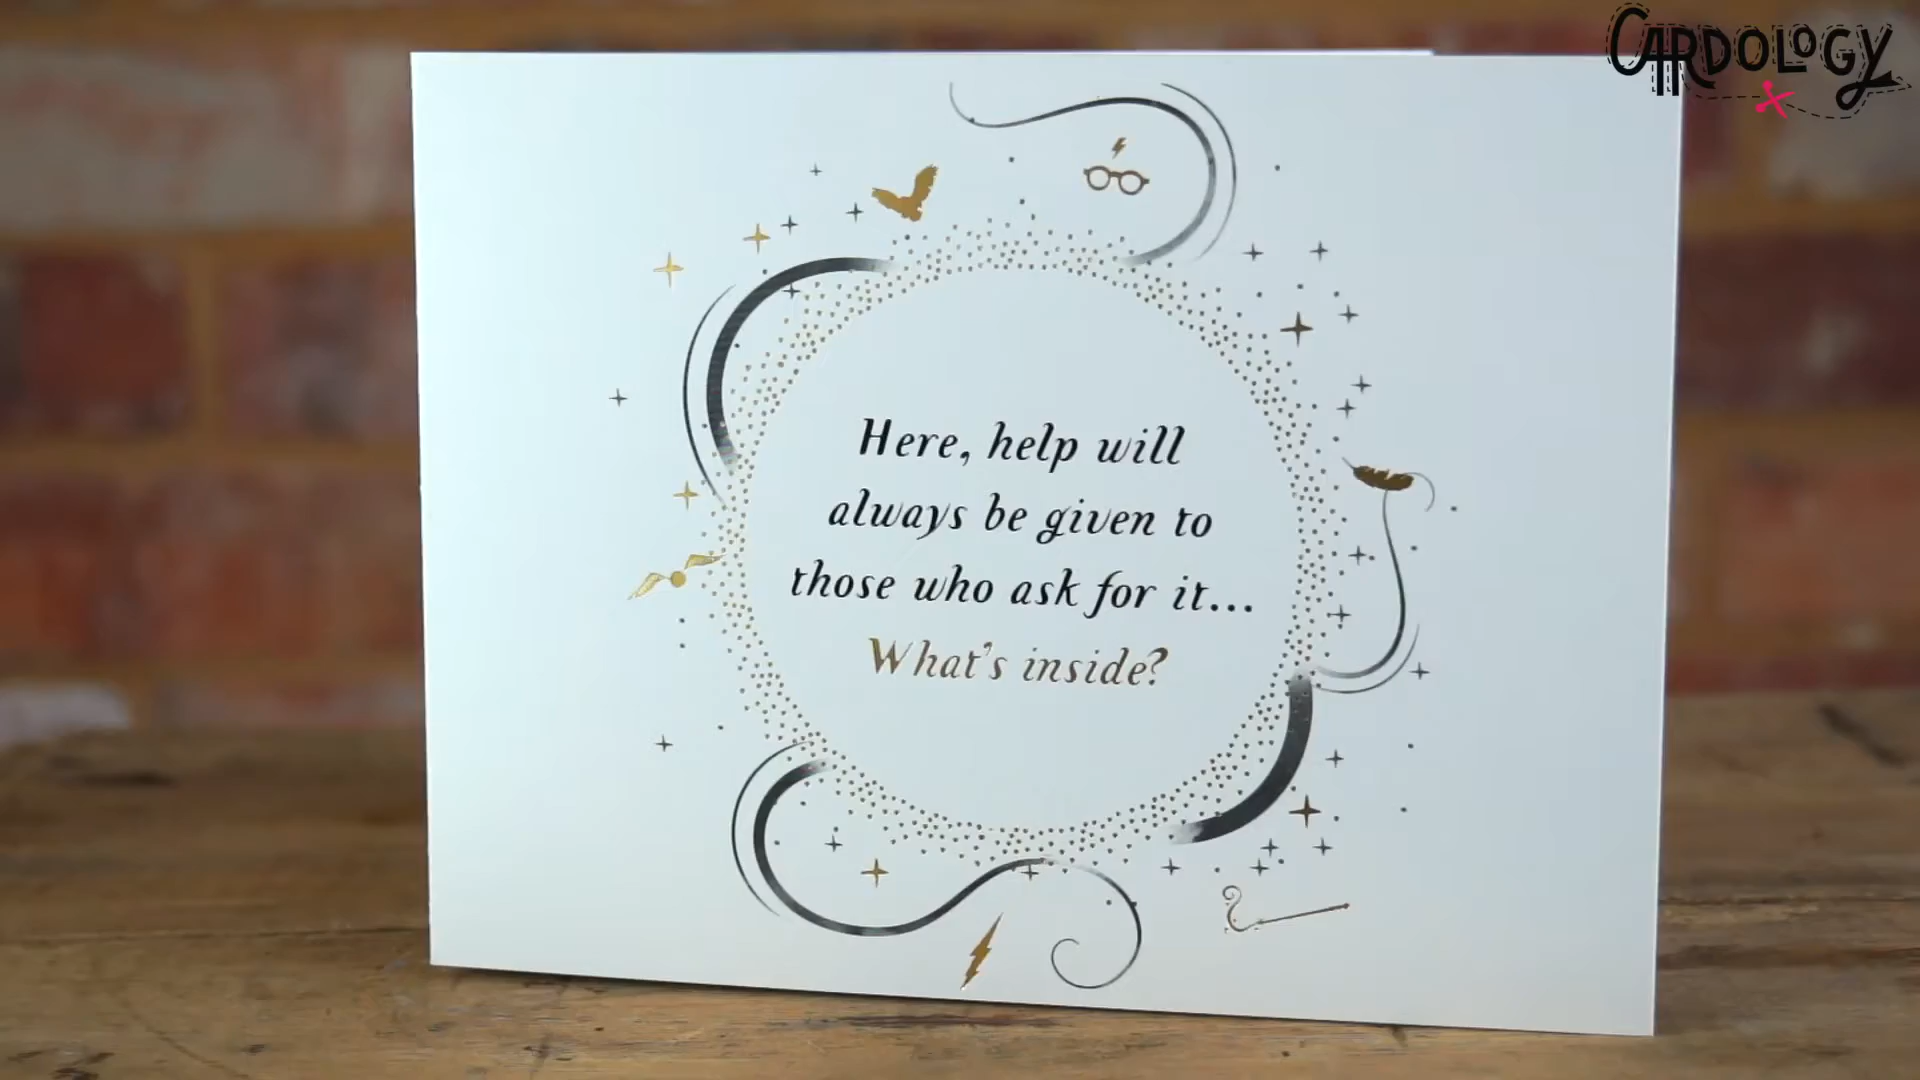 CARDOLOGY
Here, help will
always be given to
those who ask for it...
What's inside?